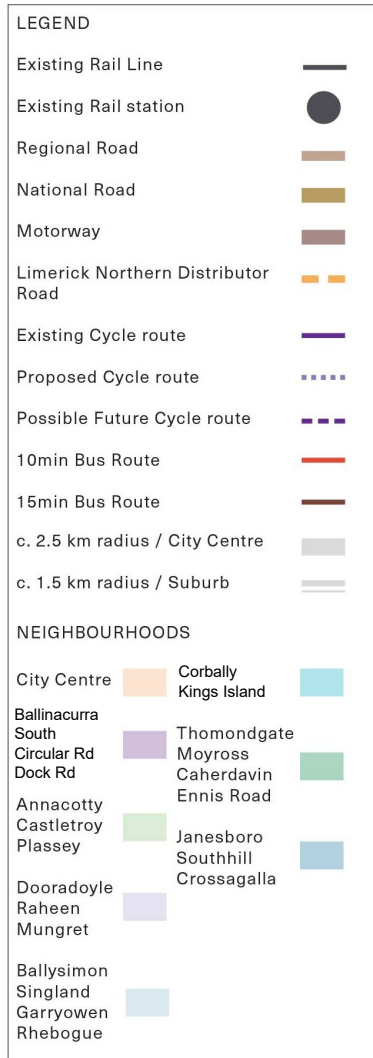 LEGEND
Existing Rail Line
Existing Rail station
Regional Road
National Road
Motorway
Limerick Northern Distributor
Road
Existing Cycle route
Proposed Cycle route
Possible Future Cycle route
10min Bus Route
15min Bus Route
c. 2.5 km radius / City Centre
c. 1.5 km radius / Suburb
NEIGHBOURHOODS
City Centre
Ballinacurra
South
Circular Rd
Dock Rd
Annacotty
Castletroy
Plassey
Dooradoyle
Raheen
Mungret
Ballysimon
Singland
Garryowen
Rhebogue
Corbally
Kings Island
Thomondgate
Moyross
Caherdavin
Ennis Road
Janesboro
Southhill
Crossagalla